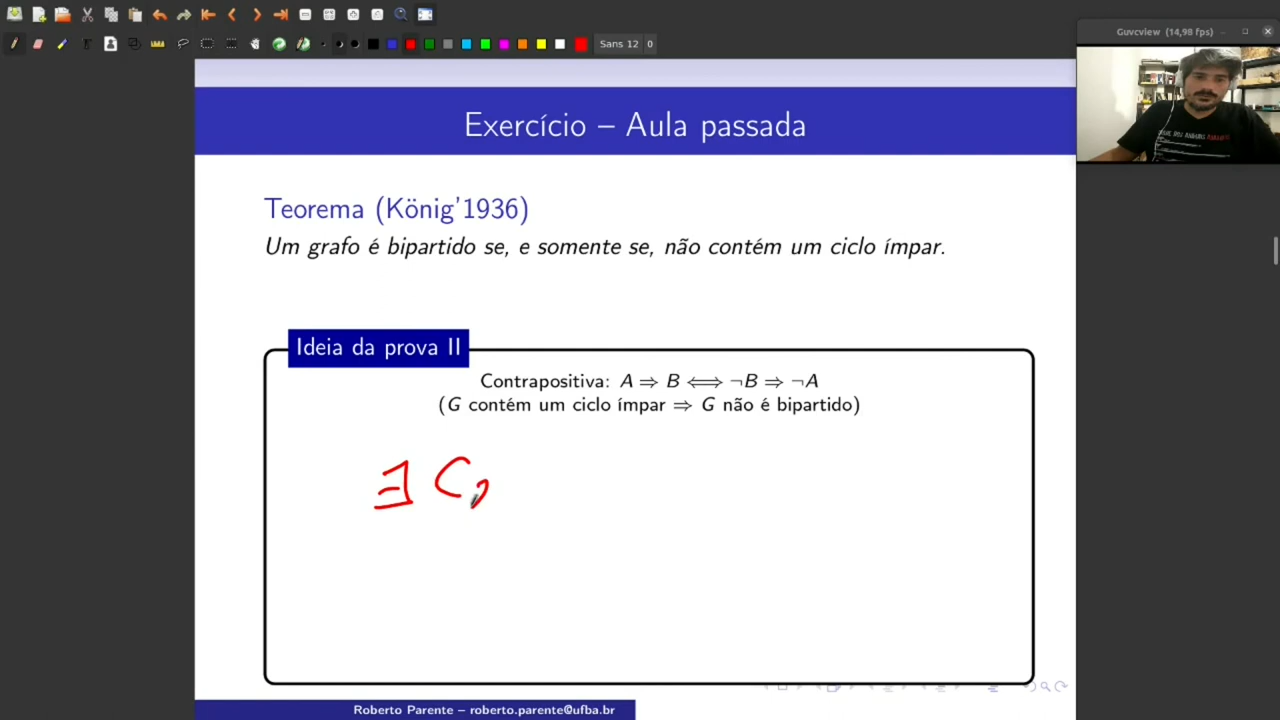 Sans 12 0
Guvcview (14,98 fps)
Exercício – Aula passada
Teorema (König'1936)
Um grafo é bipartido se, e somente se, não contém um ciclo ímpar.
Ideia da prova II
Contrapositiva: A ⇒ B ⟺ ¬B ⇒ ¬A
(G contém um ciclo ímpar ⇒ G não é bipartido)
∃ C
Roberto Parente – roberto.parente@ufba.br